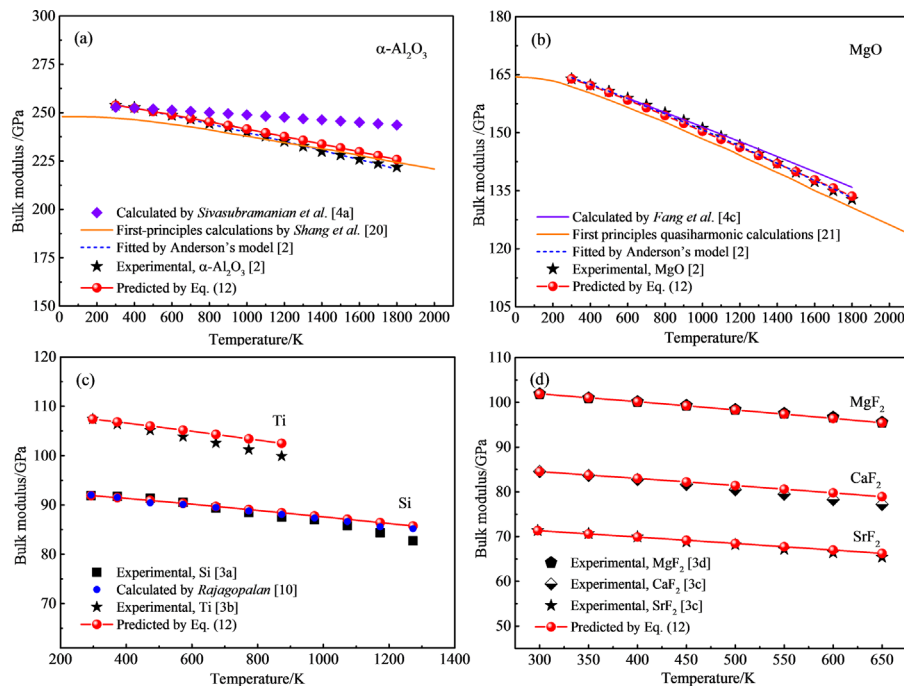 (a)
α-Al₂O₃
Bulk modulus /GPa
300
275
250
225
200
175
150
Calculated by Sivasubramanian et al. [4a]
First-principles calculations by Shang et al. [20]
Fitted by Anderson's model [2]
Experimental, α-Al₂O₃ [2]
Predicted by Eq. (12)
0 200 400 600 800 1000 1200 1400 1600 1800 2000
Temperature/K
(b)
MgO
Bulk modulus /GPa
180
165
150
135
120
105
Calculated by Fang et al. [4c]
First principles quasiharmonic calculations [21]
Fitted by Anderson's model [2]
Experimental, MgO [2]
Predicted by Eq. (12)
0 200 400 600 800 1000 1200 1400 1600 1800 2000
Temperature/K
(c)
Bulk modulus/GPa
120
110
100
90
80
70
Ti
Si
Experimental, Si [3a]
Calculated by Rajagopalan [10]
Experimental, Ti [3b]
Predicted by Eq. (12)
200 400 600 800 1000 1200 1400
Temperature/K
(d)
Bulk modulus/GPa
110
100
90
80
70
60
50
MgF₂
CaF₂
SrF₂
Experimental, MgF₂ [3d]
Experimental, CaF₂ [3c]
Experimental, SrF₂ [3c]
Predicted by Eq. (12)
300 350 400 450 500 550 600 650
Temperature/K